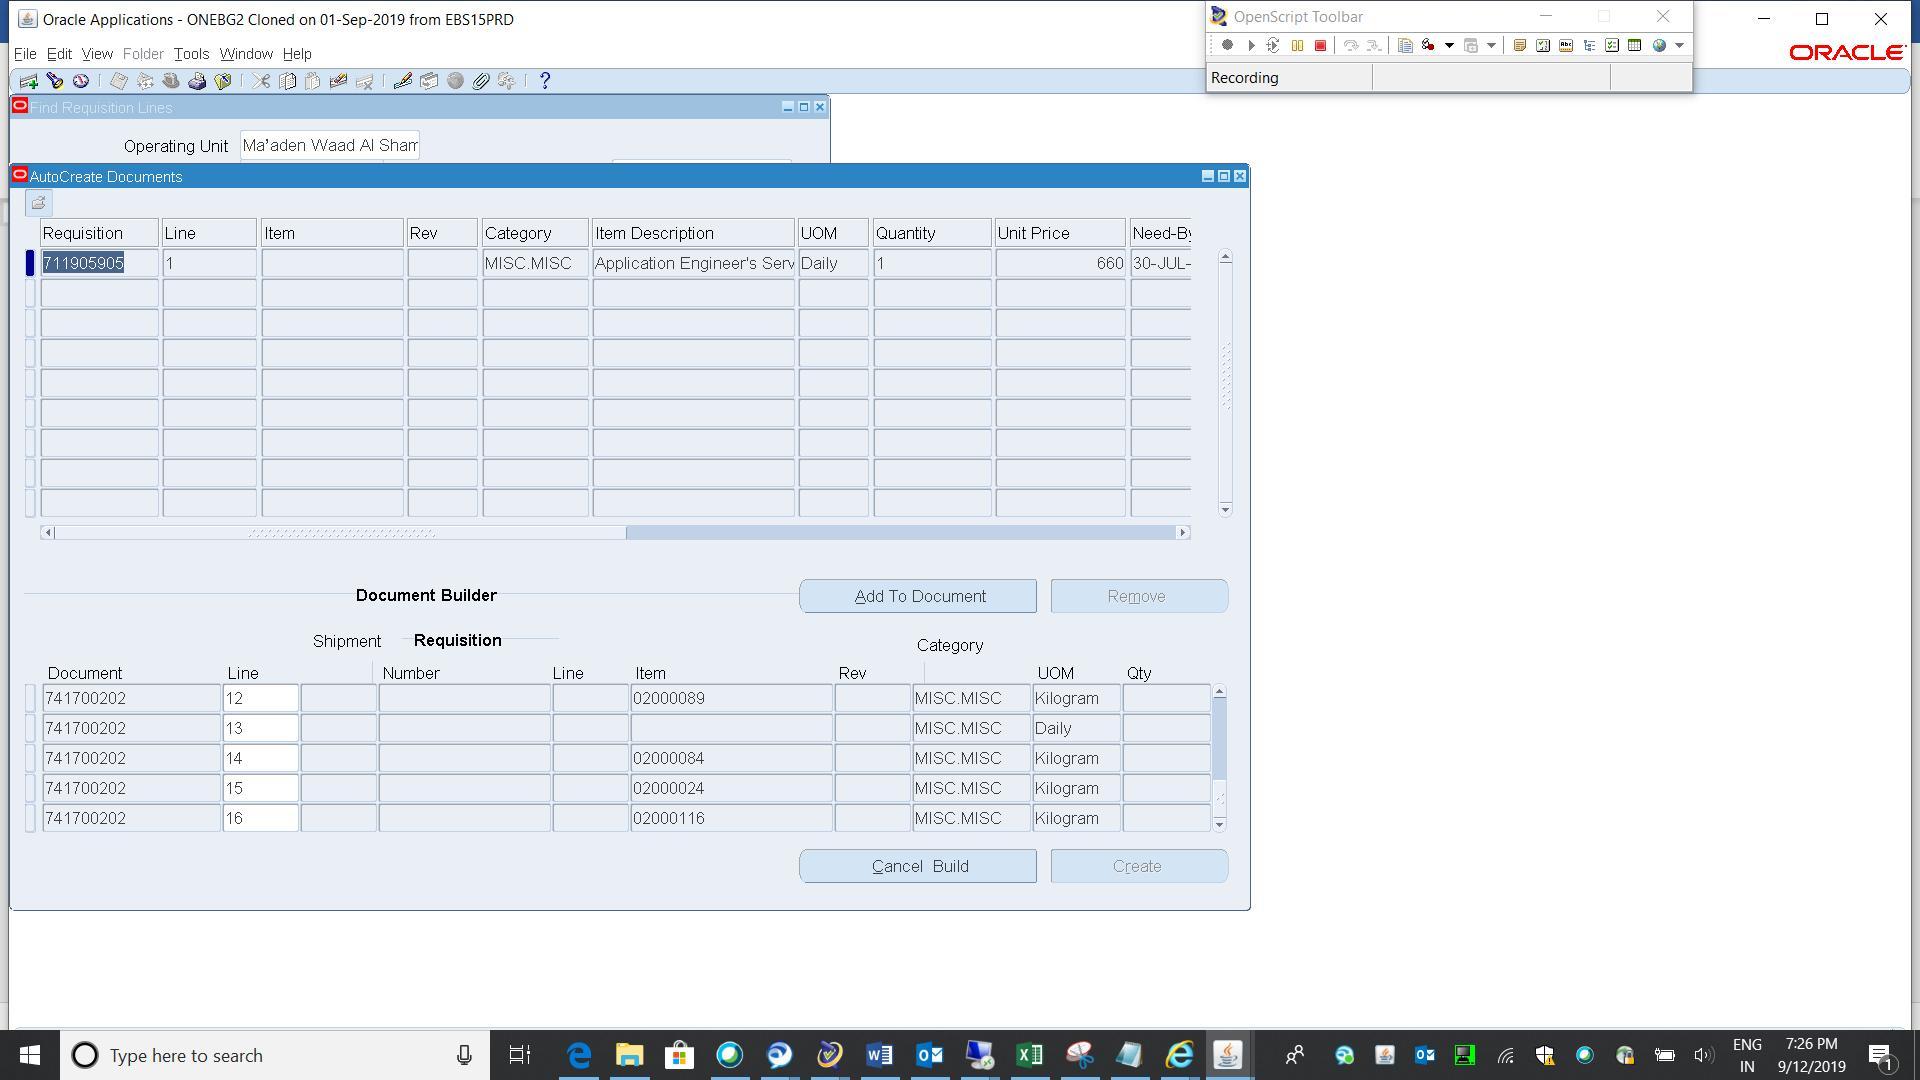 Oracle Applications - ONEBG2 Cloned on 01-Sep-2019 from EBS15PRD
OpenScript Toolbar
File Edit View Folder Tools Window Help
ORACLE
Recording
Find Requisition Lines
Operating Unit Ma'aden Waad Al Sham
AutoCreate Documents
Requisition Line Item Rev Category Item Description UOM Quantity Unit Price Need-By
711905905 1 MISC.MISC Application Engineer's Serv Daily 1 660 30-JUL-
Document Builder Add To Document Remove
Shipment Requisition Category
Document Line Number Line Item Rev UOM Qty
741700202 12 02000089 MISC.MISC Kilogram
741700202 13 MISC.MISC Daily
741700202 14 02000084 MISC.MISC Kilogram
741700202 15 02000024 MISC.MISC Kilogram
741700202 16 02000116 MISC.MISC Kilogram
Cancel Build Create
Type here to search
ENG 7:26 PM
IN 9/12/2019
1